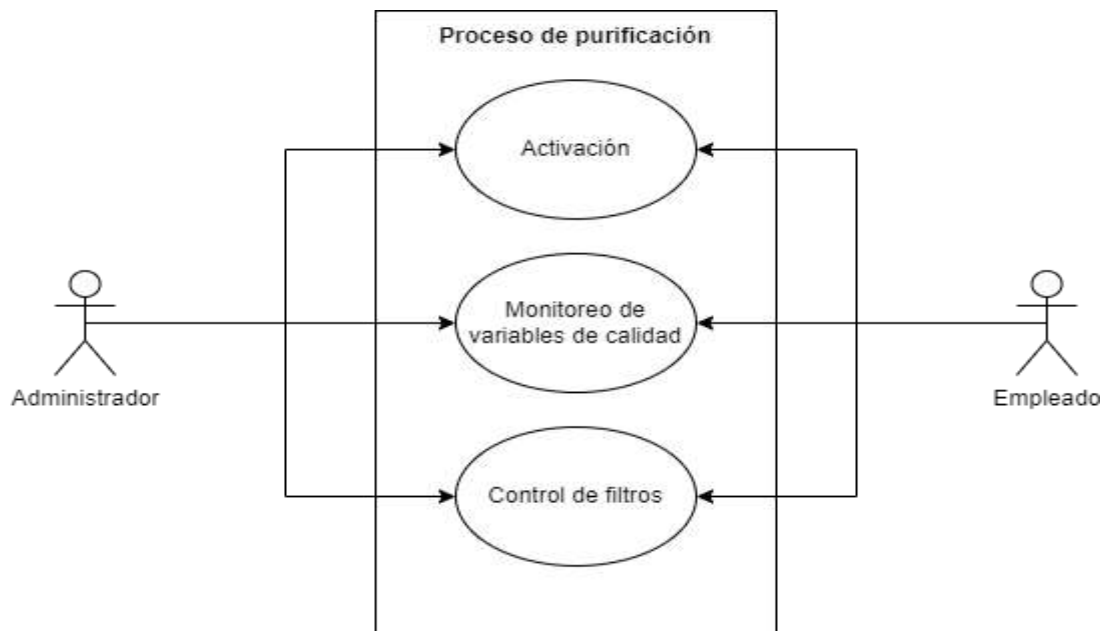 Proceso de purificación
Activación
Monitoreo de
variables de calidad
Administrador
Empleado
Control de filtros